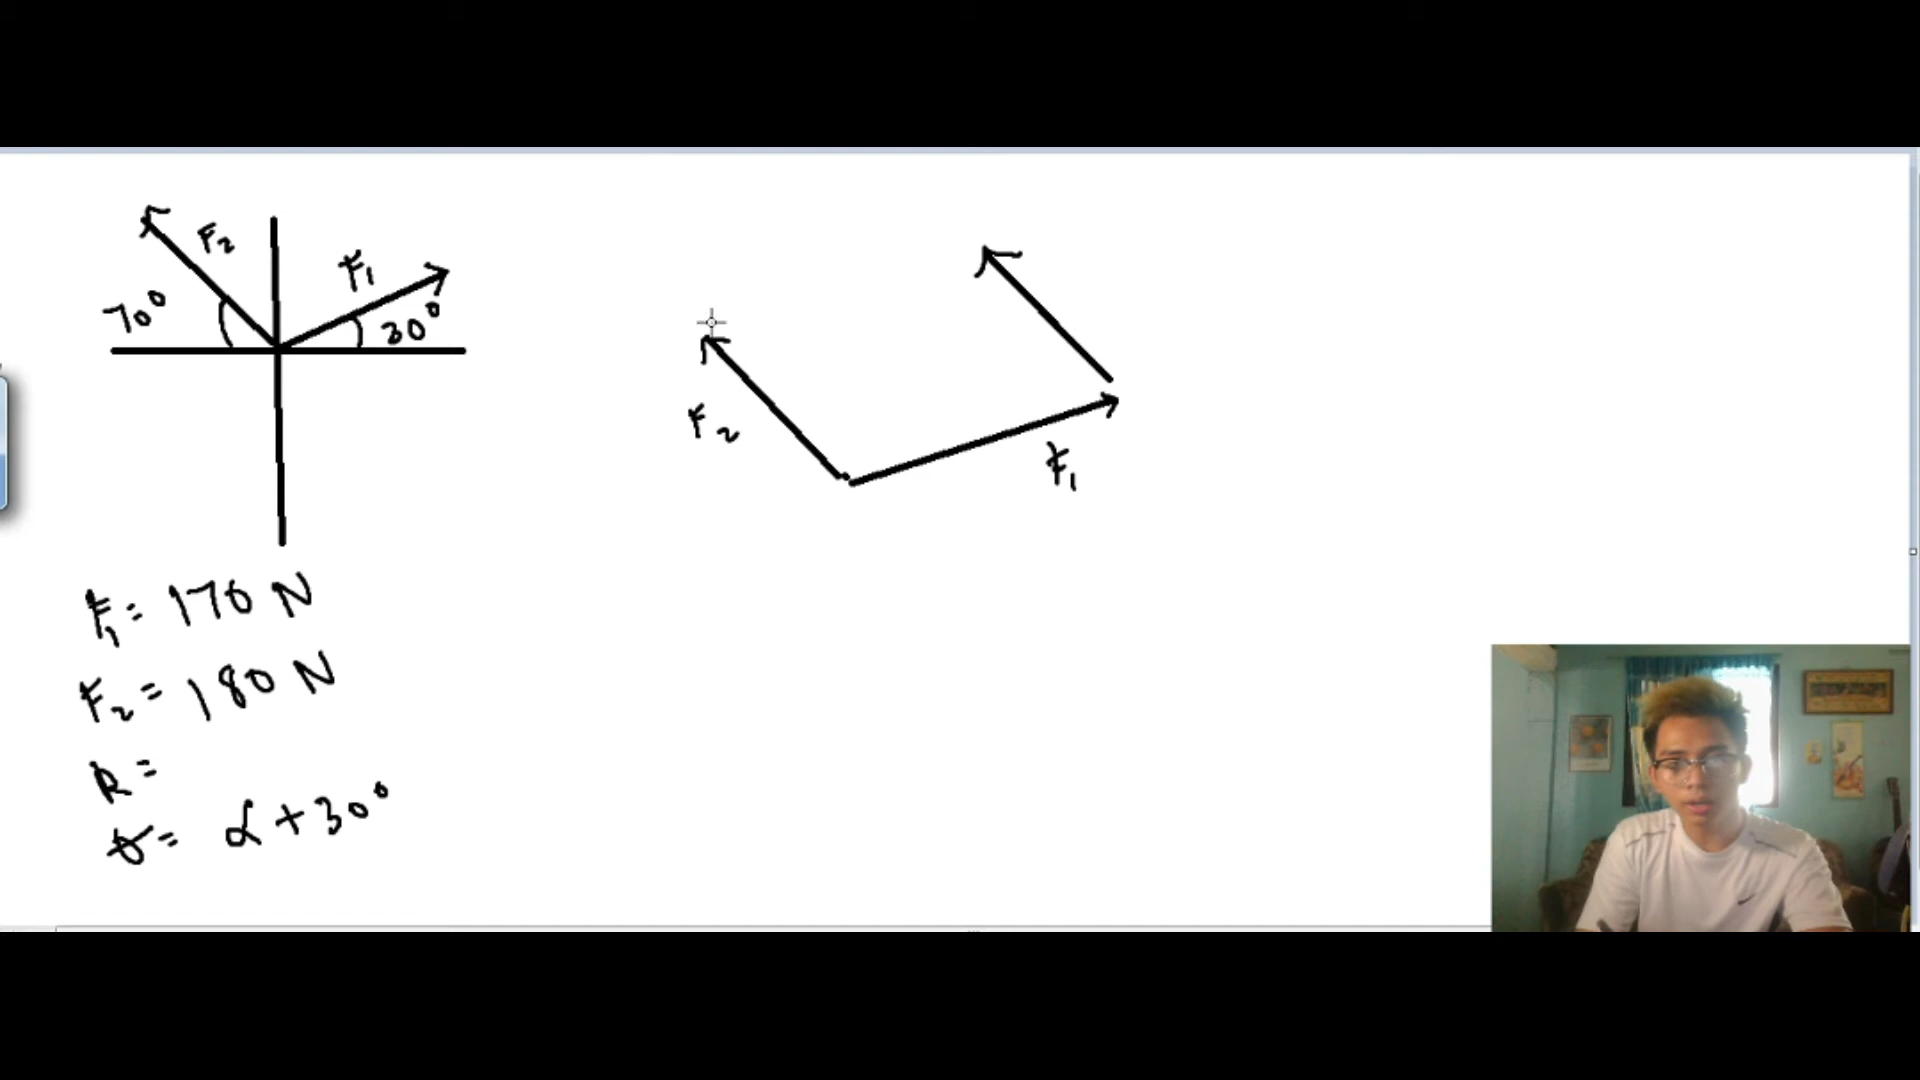 F2
F1
70°
30°
F2
F1
F1 = 170 N
F2 = 180 N
R =
θ = α + 30°